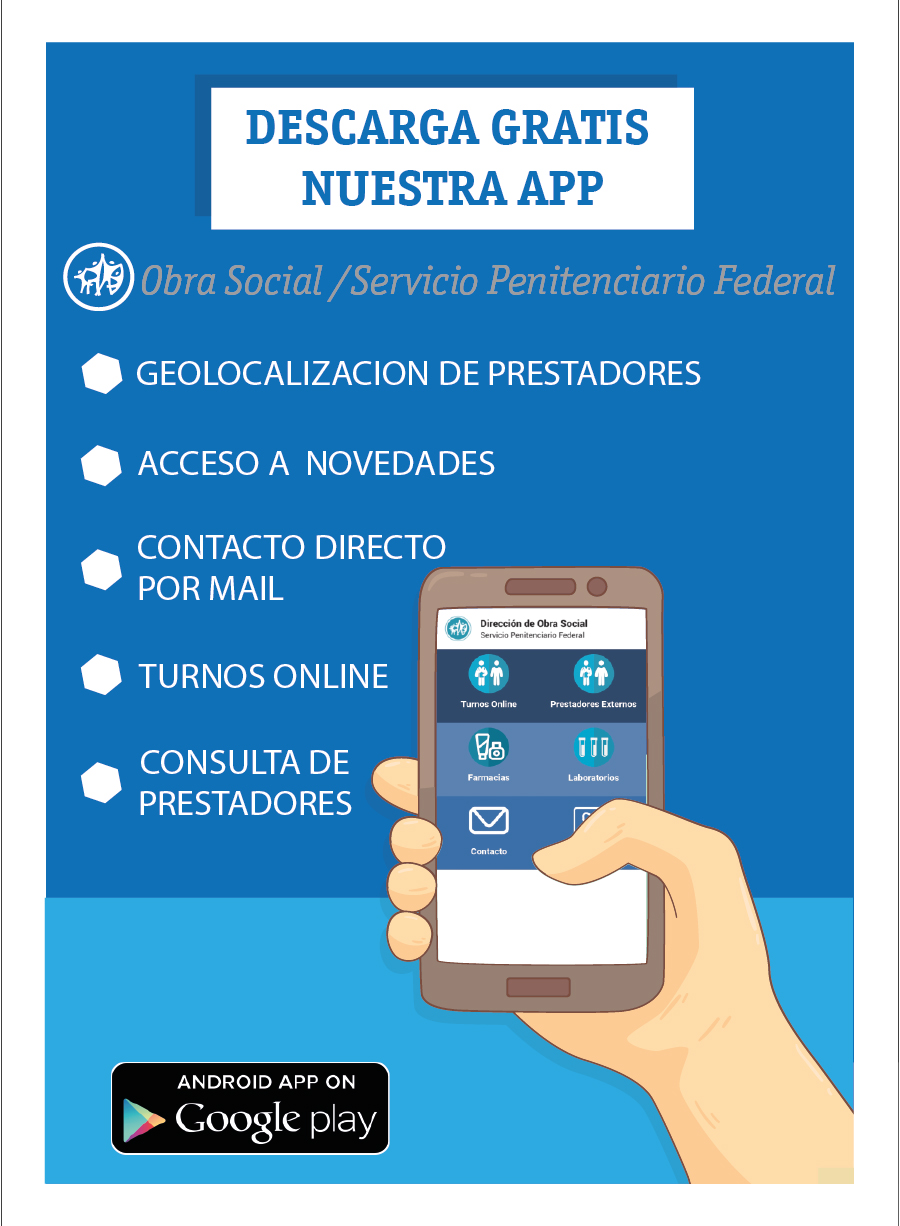 DESCARGA GRATIS
NUESTRA APP
Obra Social / Servicio Penitenciario Federal
GEOLOCALIZACION DE PRESTADORES
ACCESO A NOVEDADES
CONTACTO DIRECTO
POR MAIL
TURNOS ONLINE
CONSULTA DE
PRESTADORES
Dirección de Obra Social
Servicio Penitenciario Federal
Turnos Online
Prestadores Externos
Farmacias
Laboratorios
Contacto
ANDROID APP ON
Google play